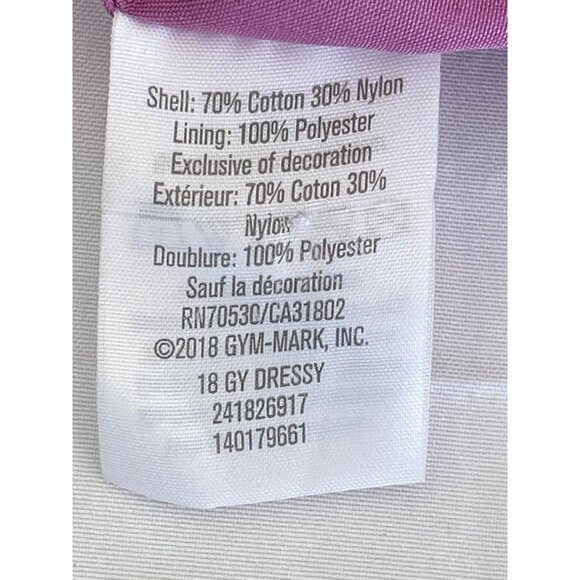 Shell: 70% Cotton 30% Nylon
Lining: 100% Polyester
Exclusive of decoration
Extérieur: 70% Coton 30%
Nylon
Doublure: 100% Polyester
Sauf la décoration
RN70530/CA31802
©2018 GYM-MARK, INC.
18 GY DRESSY
241826917
140179661